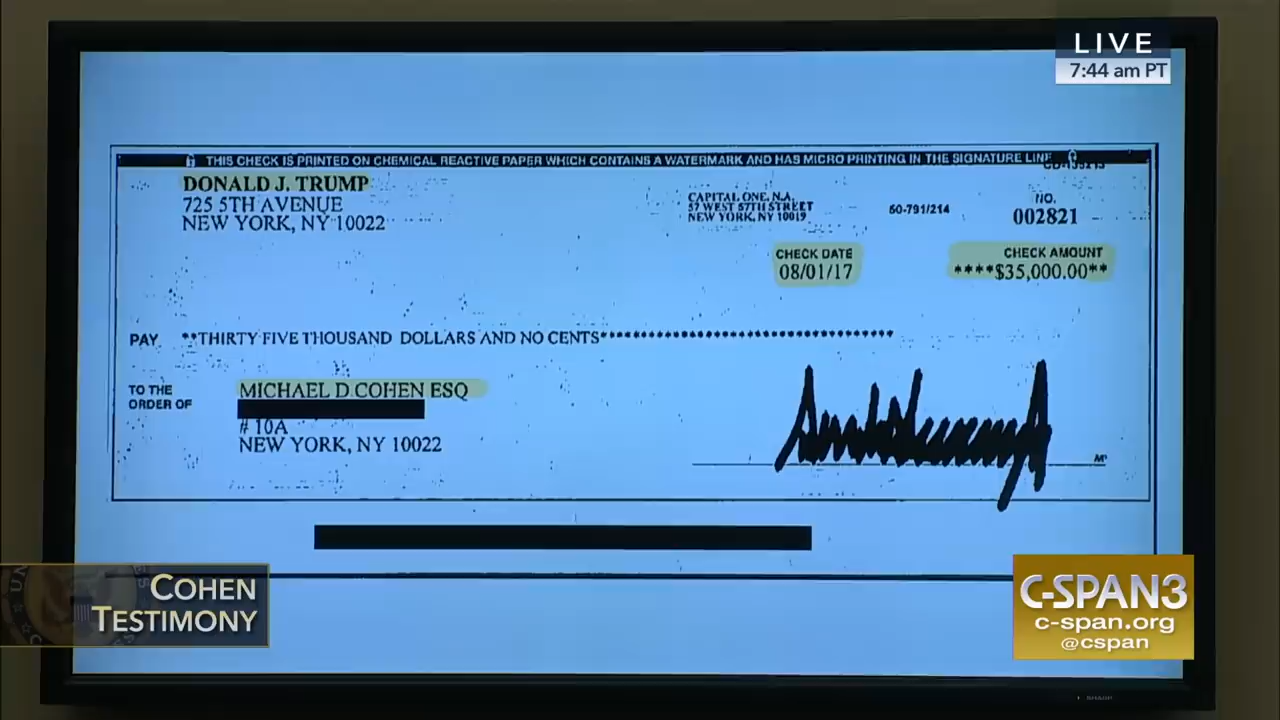 LIVE
7:44 am PT
THIS CHECK IS PRINTED ON CHEMICAL REACTIVE PAPER WHICH CONTAINS A WATERMARK AND HAS MICRO PRINTING IN THE SIGNATURE LINE
DONALD J. TRUMP
725 5TH AVENUE
NEW YORK, NY 10022
CAPITAL ONE, N.A.
57 WEST 57TH STREET
NEW YORK, NY 10019
60-791/214
NO.
002821
CHECK DATE
08/01/17
CHECK AMOUNT
****$35,000.00**
PAY **THIRTY FIVE THOUSAND DOLLARS AND NO CENTS**********************************
TO THE
ORDER OF
MICHAEL D COHEN ESQ
# 10A
NEW YORK, NY 10022
COHEN
TESTIMONY
C-SPAN3
c-span.org
@cspan
SHARP